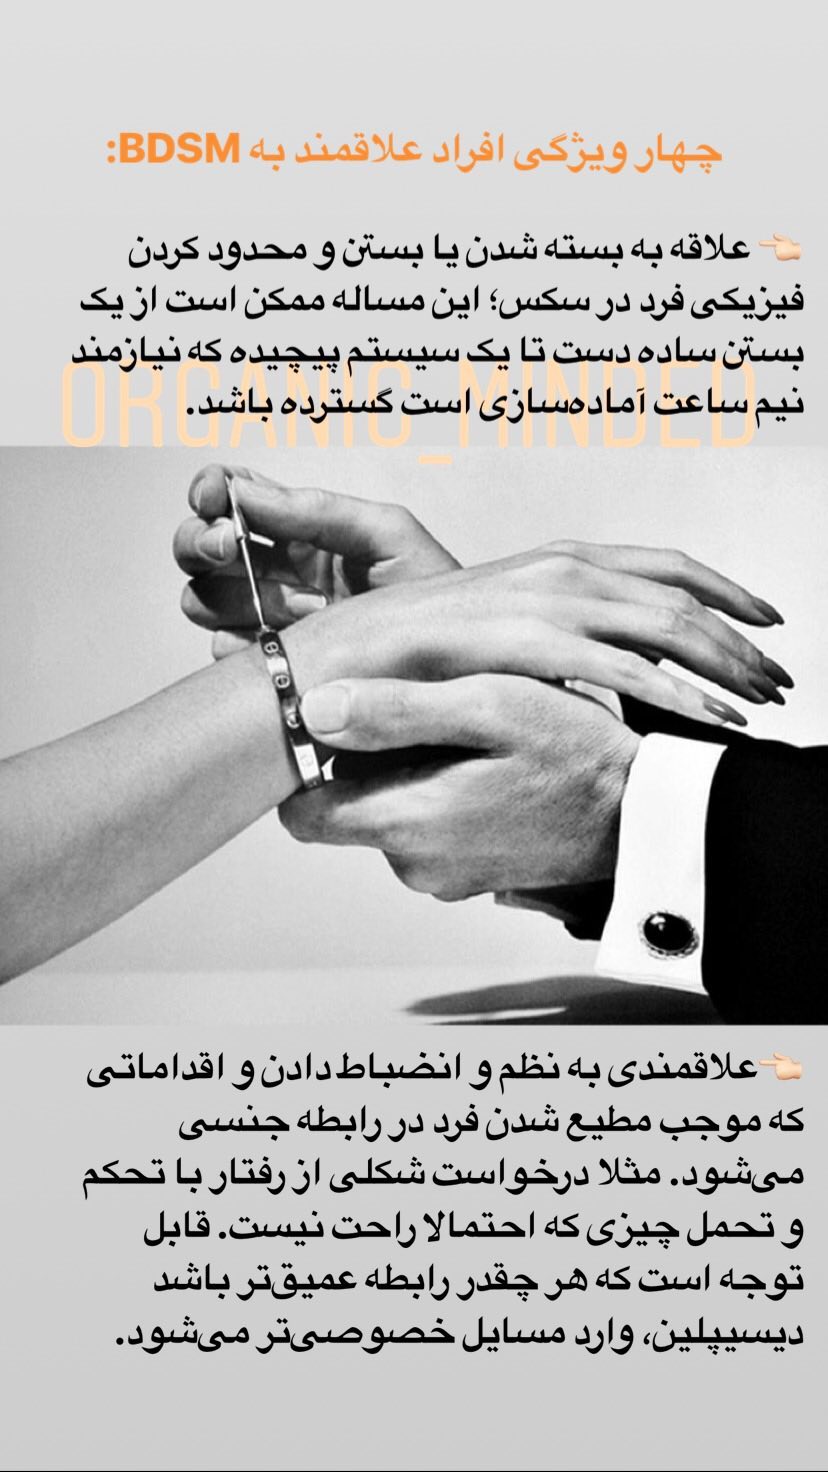 چهار ویژگی افراد علاقمند به BDSM:
👈🏻 علاقه به بسته شدن یا بستن و محدود کردن
فیزیکی فرد در سکس؛ این مساله ممکن است از یک
بستن ساده دست تا یک سیستم پیچیده که نیازمند
نیم ساعت آماده‌سازی است گسترده باشد.
ORGANIC_MINDED
👈🏻علاقمندی به نظم و انضباط دادن و اقداماتی
که موجب مطیع شدن فرد در رابطه جنسی
می‌شود. مثلا درخواست شکلی از رفتار با تحکم
و تحمل چیزی که احتمالا راحت نیست. قابل
توجه است که هر چقدر رابطه عمیق‌تر باشد
دیسیپلین، وارد مسایل خصوصی‌تر می‌شود.